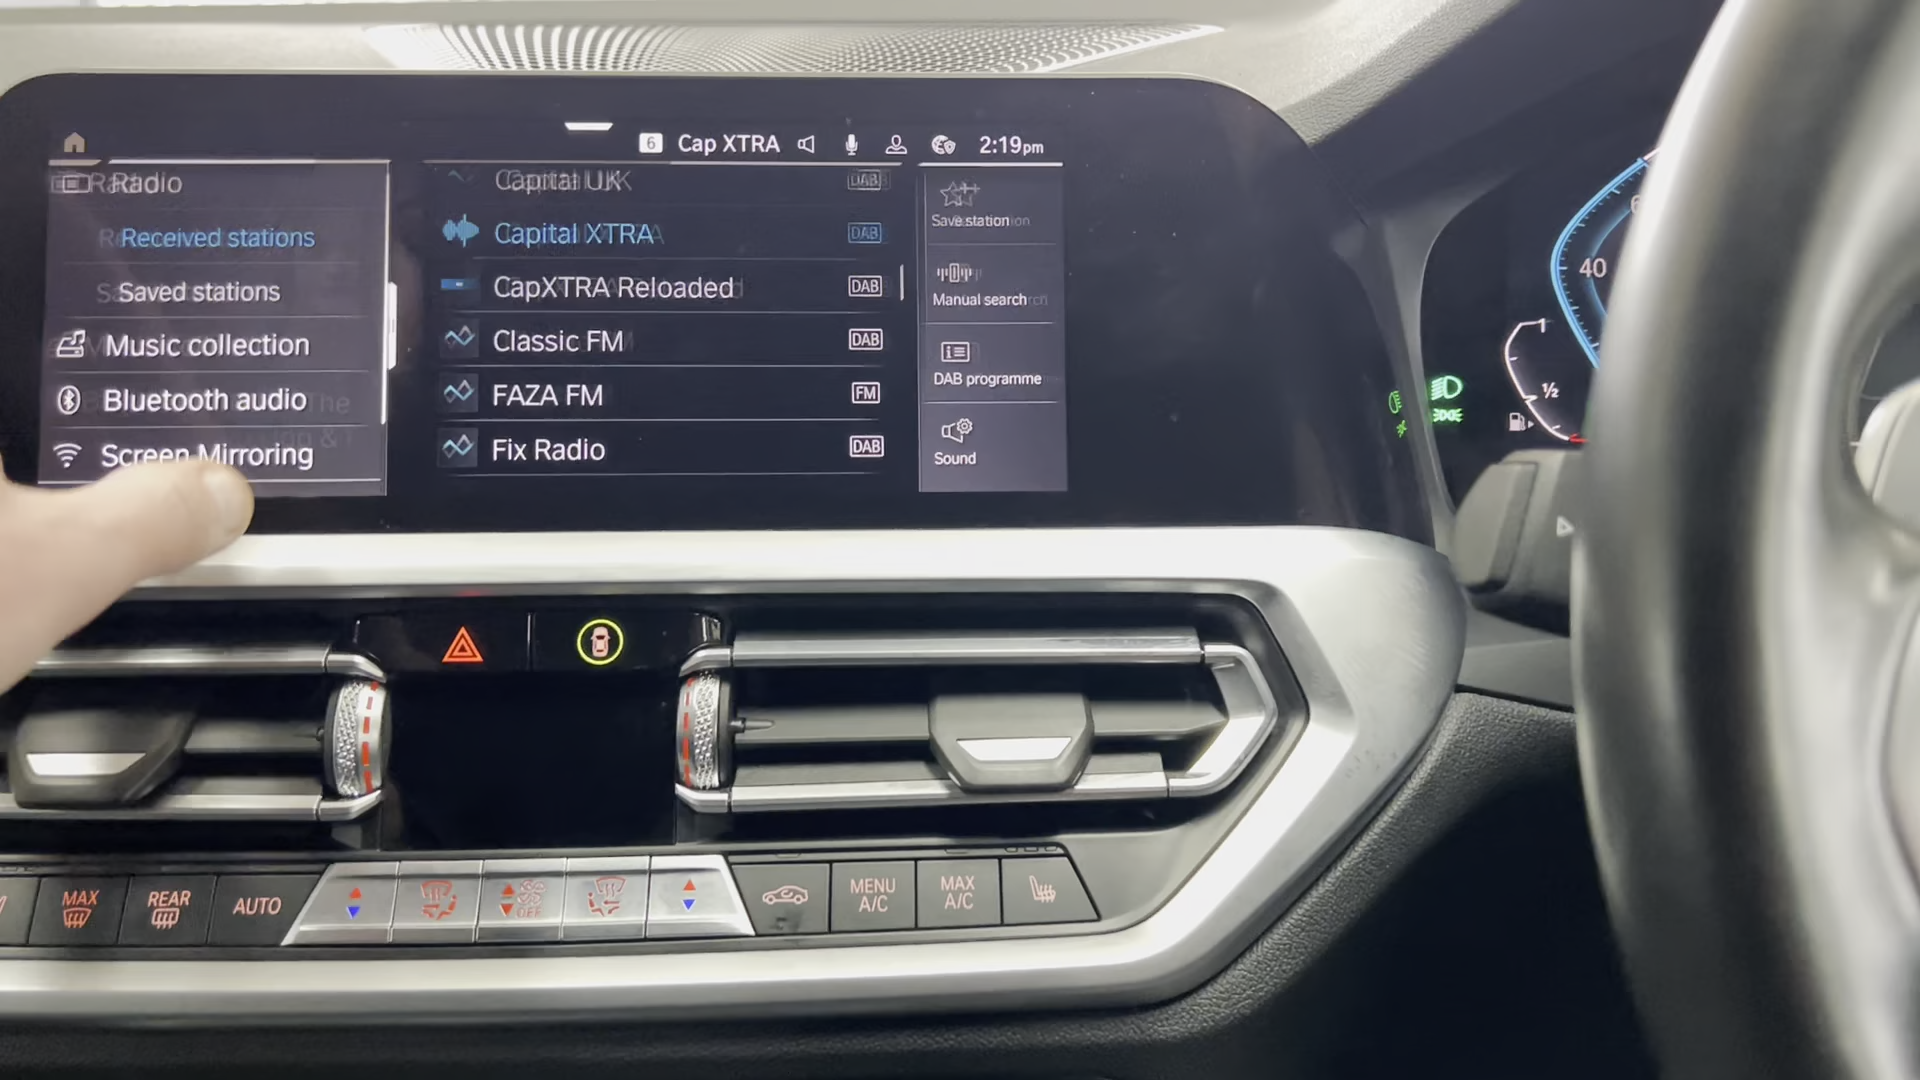 6 Cap XTRA 2:19pm
Radio
Received stations
Saved stations
Music collection
Bluetooth audio
Screen Mirroring
Capital UK DAB
Capital XTRA DAB
CapXTRA Reloaded DAB
Classic FM DAB
FAZA FM FM
Fix Radio DAB
Save station
Manual search
DAB programme
Sound
40
1
1/2
MAX
REAR
AUTO
OFF
MENU A/C
MAX A/C